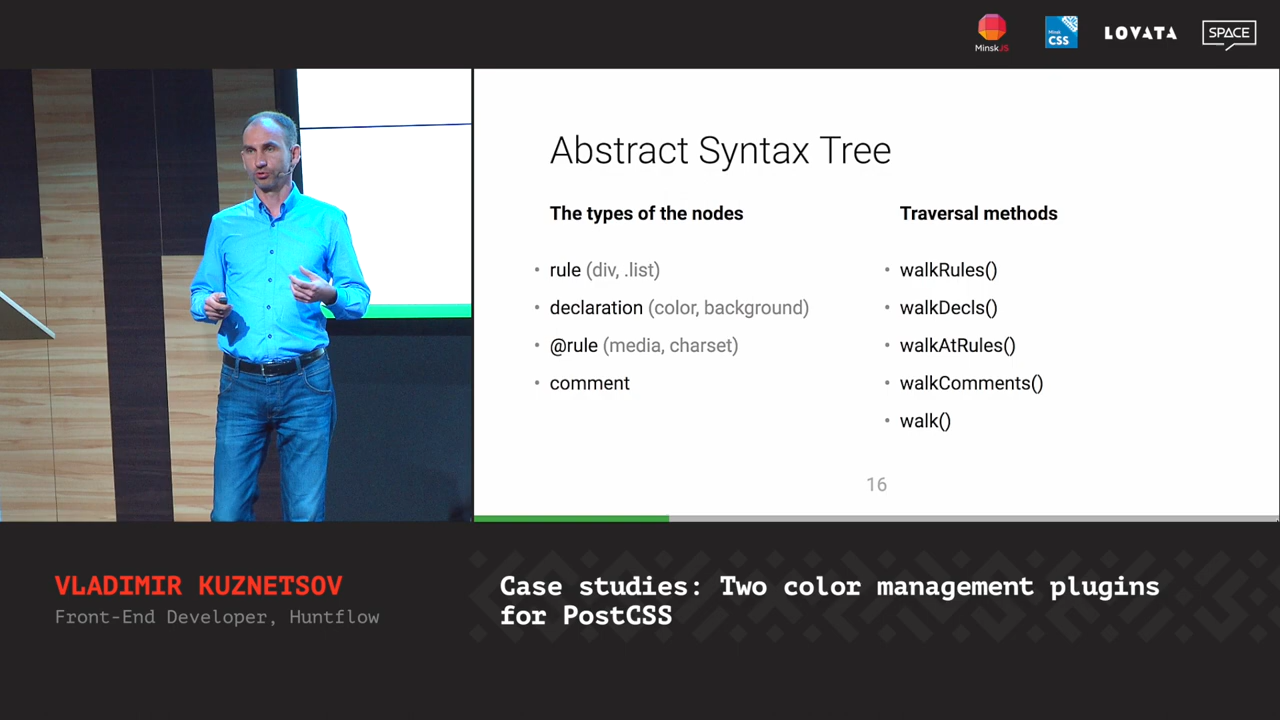 MinskJS
Minsk
CSS
LOVATA
SPACE
Abstract Syntax Tree
The types of the nodes
• rule (div, .list)
• declaration (color, background)
• @rule (media, charset)
• comment
Traversal methods
• walkRules()
• walkDecls()
• walkAtRules()
• walkComments()
• walk()
16
VLADIMIR KUZNETSOV
Front-End Developer, Huntflow
Case studies: Two color management plugins
for PostCSS